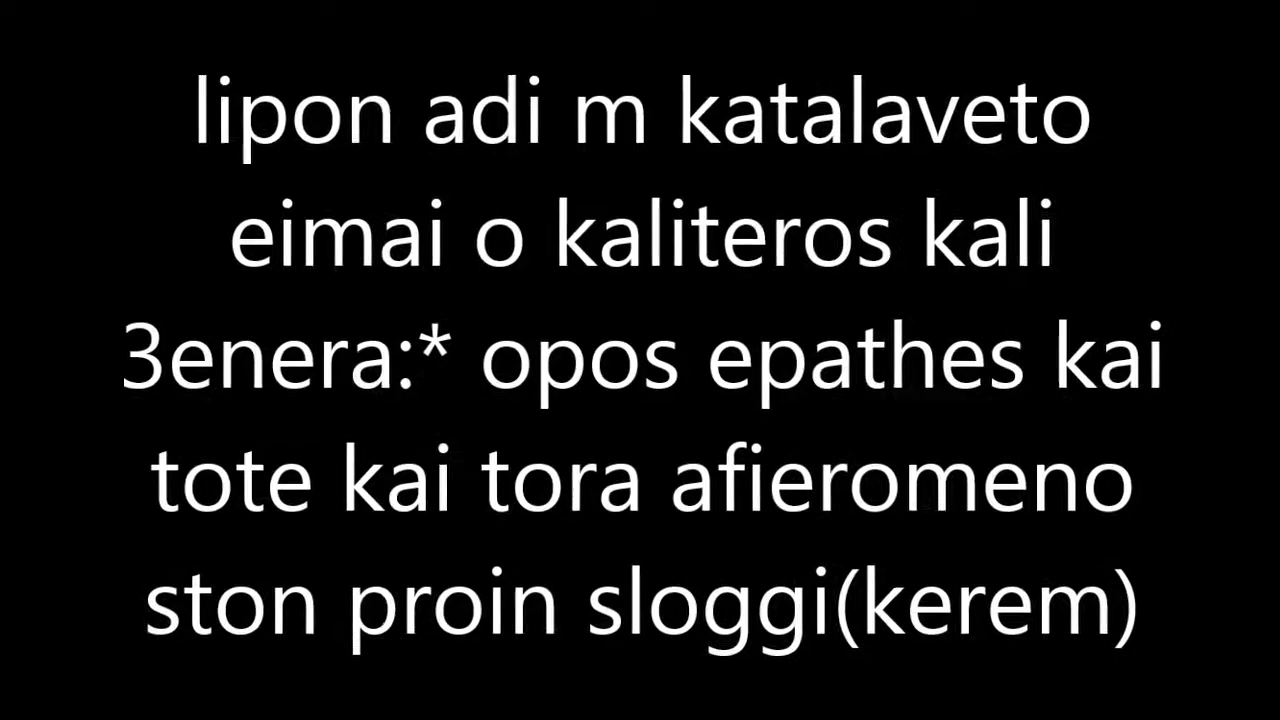 lipon adi m katalaveto
eimai o kaliteros kali
3enera:* opos epathes kai
tote kai tora afieromeno
ston proin sloggi(kerem)